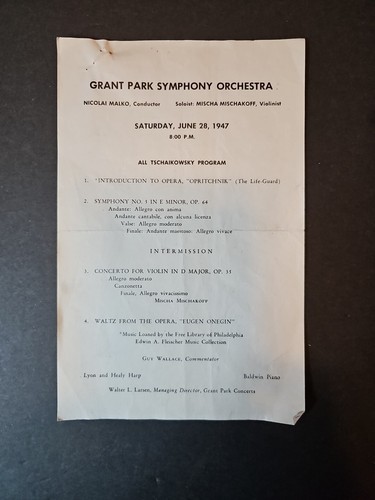 GRANT PARK SYMPHONY ORCHESTRA
NICOLAI MALKO, Conductor Soloist: MISCHA MISCHAKOFF, Violinist
SATURDAY, JUNE 28, 1947
8:00 P.M.
ALL TSCHAIKOWSKY PROGRAM
1. *INTRODUCTION TO OPERA, "OPRITCHNIK" (The Life-Guard)
2. SYMPHONY NO. 5 IN E MINOR, OP. 64
Andante: Allegro con anima
Andante cantabile, con alcuna licenza
Valse: Allegro moderato
Finale: Andante maestoso: Allegro vivace
INTERMISSION
3. CONCERTO FOR VIOLIN IN D MAJOR, OP. 35
Allegro moderato
Canzonetta
Finale, Allegro vivacissimo
MISCHA MISCHAKOFF
4. WALTZ FROM THE OPERA, "EUGEN ONEGIN"
*Music Loaned by the Free Library of Philadelphia
Edwin A. Fleischer Music Collection
GUY WALLACE, Commentator
Lyon and Healy Harp Baldwin Piano
Walter L. Larsen, Managing Director, Grant Park Concerts